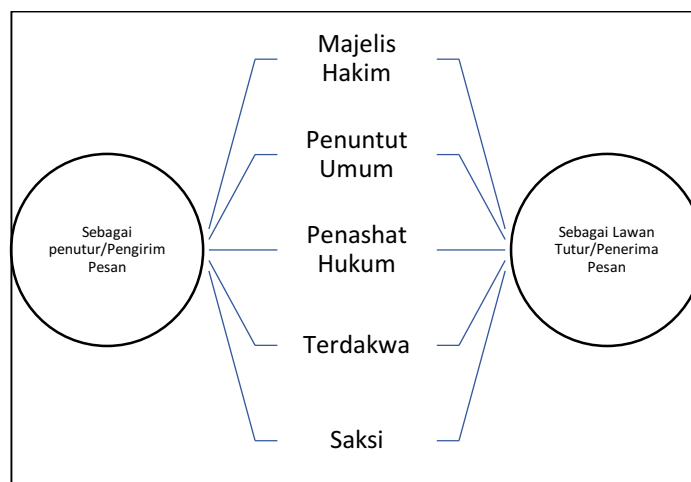 Majelis
Hakim
Penuntut
Umum
Sebagai
penutur/Pengirim
Pesan
Penashat
Hukum
Sebagai Lawan
Tutur/Penerima
Pesan
Terdakwa
Saksi